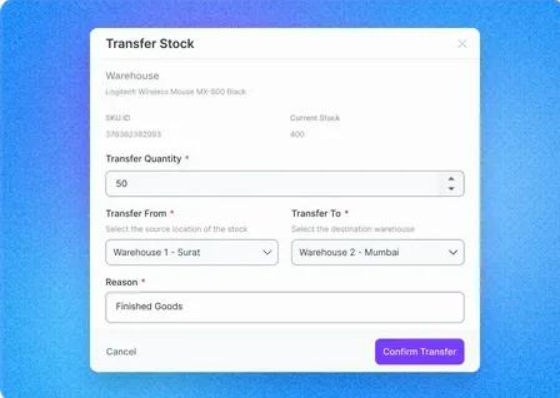 Transfer Stock
Warehouse
Logitech Wireless Mouse MX-800 Black
SKU ID
Current Stock
400
Transfer Quantity *
50
Transfer From *
Transfer To *
Select the source location of the stock
Select the destination warehouse
Warehouse 1 - Surat
Warehouse 2 - Mumbai
Reason *
Finished Goods
Cancel
Confirm Transfer